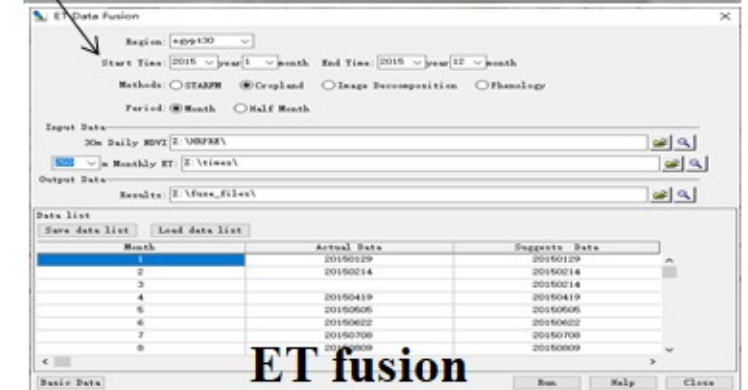 ET Data Fusion
Region: egypt30
Start Time: 2015 year 1 month End Time: 2015 year 12 month
Methods: STARFM Cropland Image Decomposition Phenology
Period: Month Half Month
Input Data
30m Daily NDVI Z:\
m Monthly ET: Z:\times\
Output Data
Results: Z:\fuse_files\
Data list
Save data list Load data list
Month Actual Data Suggests Data
1 20150129 20150129
2 20150214 20150214
3 20150214
4 20150419 20150419
5 20150505 20150505
6 20150622 20150622
7 20150708 20150708
8 20150809 20150809
ET fusion
Basic Data Run Help Close